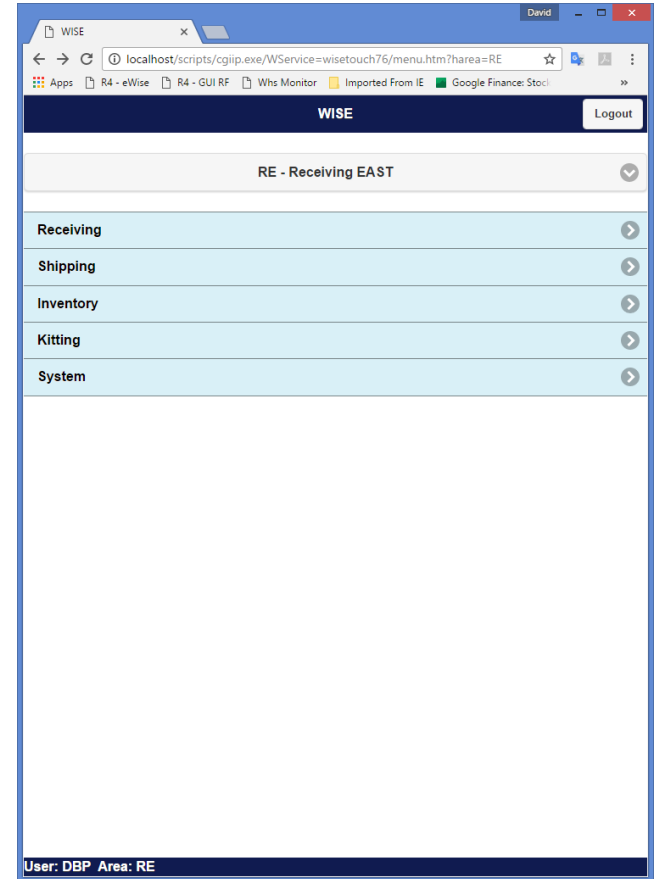 David
WISE
localhost/scripts/cgiip.exe/WService=wisetouch76/menu.htm?harea=RE
Apps R4 - eWise R4 - GUI RF Whs Monitor Imported From IE Google Finance: Stoc »
WISE Logout
RE - Receiving EAST
Receiving
Shipping
Inventory
Kitting
System
User: DBP Area: RE